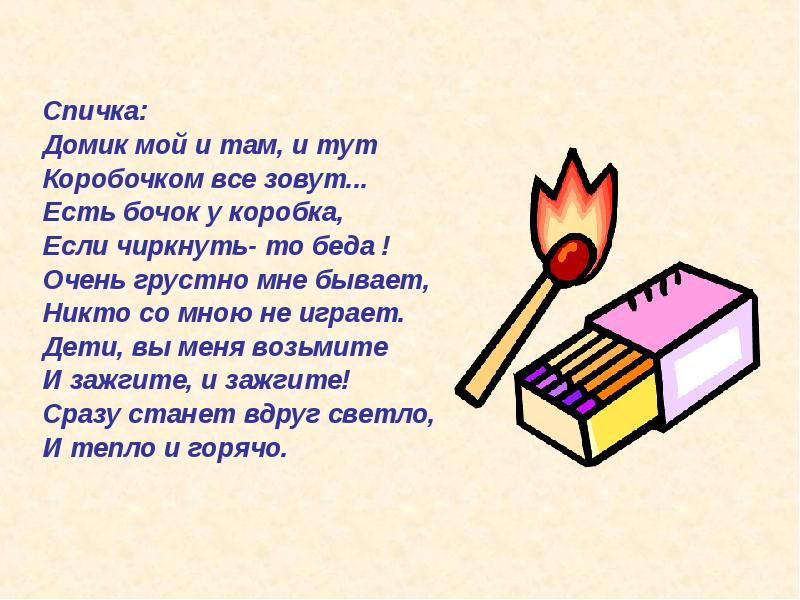 Спичка:
Домик мой и там, и тут
Коробочком все зовут...
Есть бочок у коробка,
Если чиркнуть- то беда !
Очень грустно мне бывает,
Никто со мною не играет.
Дети, вы меня возьмите
И зажгите, и зажгите!
Сразу станет вдруг светло,
И тепло и горячо.